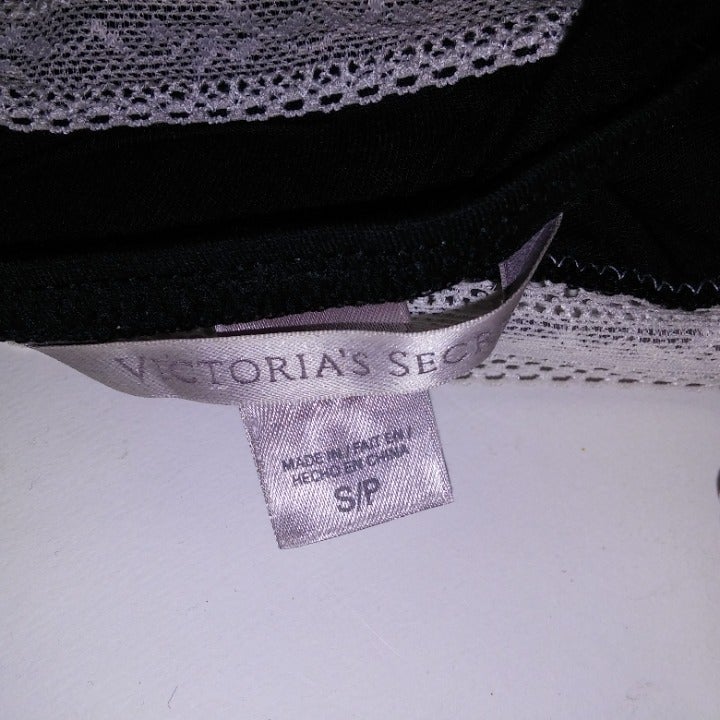 VICTORIA'S SECR
MADE IN / FAIT EN /
HECHO EN CHINA
S/P